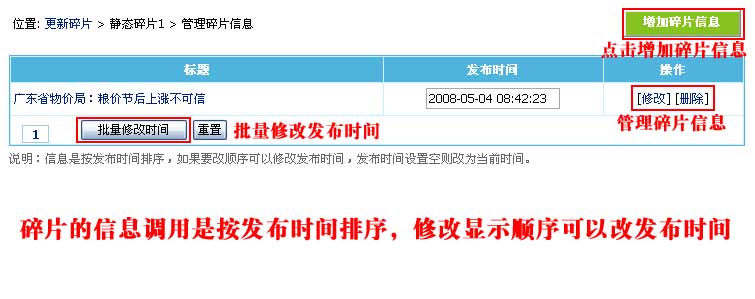 位置: 更新碎片 > 静态碎片1 > 管理碎片信息
增加碎片信息
点击增加碎片信息
标题 发布时间 操作
广东省物价局：粮价节后上涨不可信 2008-05-04 08:42:23 [修改] [删除]
管理碎片信息
1 批量修改时间 重置 批量修改发布时间
说明：信息是按发布时间排序，如果要改顺序可以修改发布时间，发布时间设置空则改为当前时间。
碎片的信息调用是按发布时间排序，修改显示顺序可以改发布时间